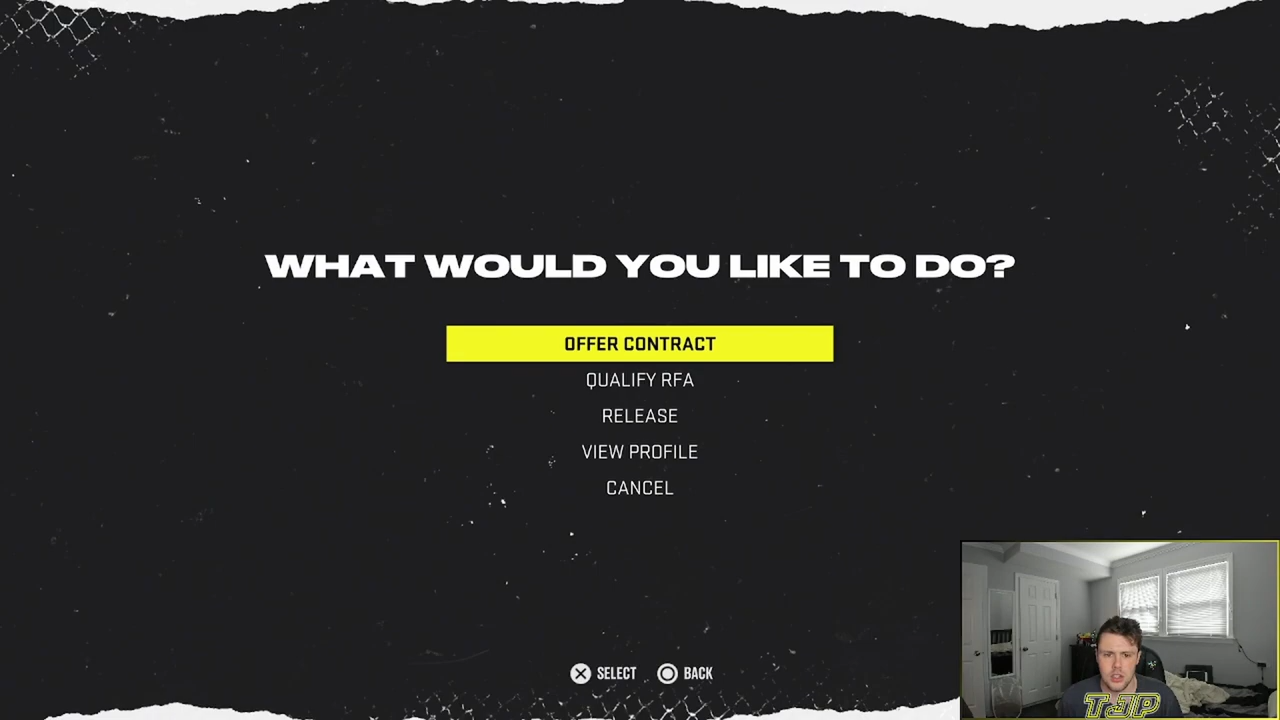 WHAT WOULD YOU LIKE TO DO?
OFFER CONTRACT
QUALIFY RFA
RELEASE
VIEW PROFILE
CANCEL
SELECT BACK
TJP